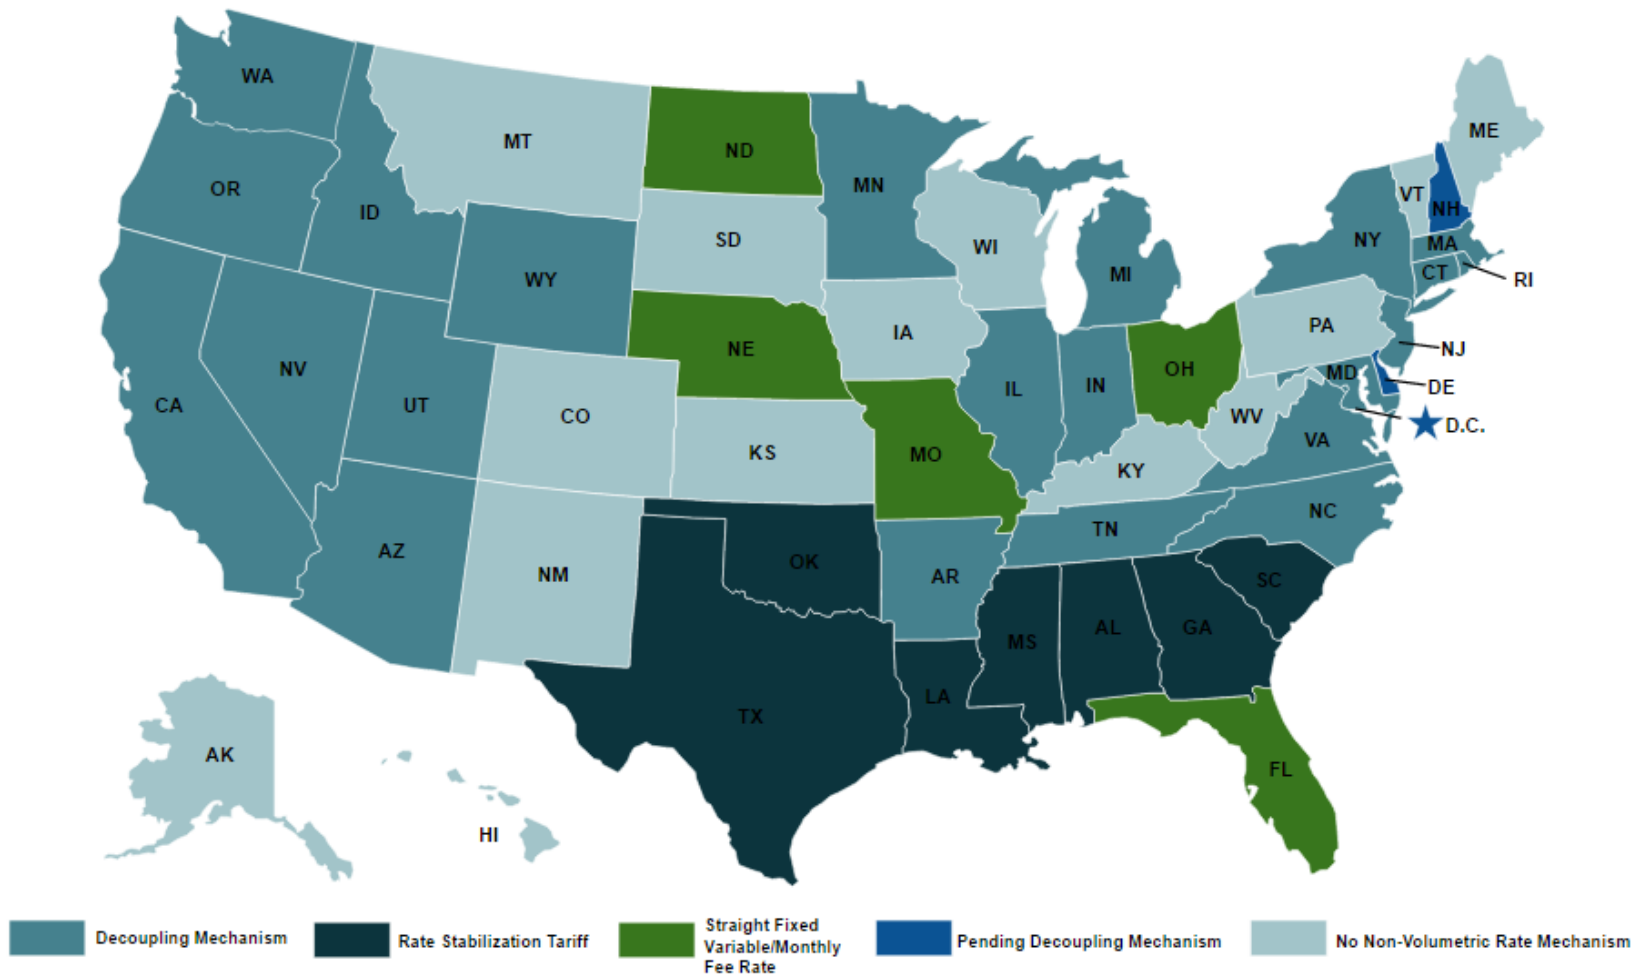 WA
MT
ND
MN
ME
OR
ID
SD
WI
MI
VT
NH
NY
MA
CT
RI
WY
IA
PA
NJ
NE
NV
UT
CO
CA
KS
MO
IL
IN
OH
MD
DE
D.C.
WV
VA
KY
NC
TN
AZ
NM
OK
AR
SC
MS
AL
GA
LA
TX
FL
AK
HI
Decoupling Mechanism
Rate Stabilization Tariff
Straight Fixed
Variable/Monthly
Fee Rate
Pending Decoupling Mechanism
No Non-Volumetric Rate Mechanism